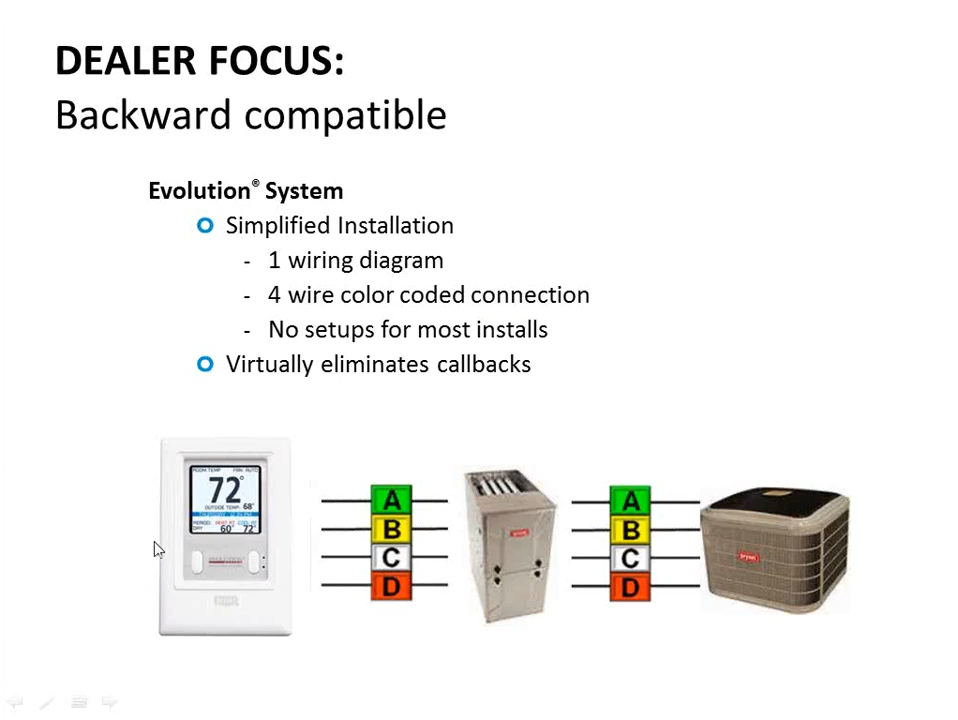 DEALER FOCUS:
Backward compatible
Evolution® System
Simplified Installation
- 1 wiring diagram
- 4 wire color coded connection
- No setups for most installs
Virtually eliminates callbacks
ROOM TEMP FAN AUTO
72°
OUTSIDE TEMP: 68°
HEAT AT COOL AT
60° 72°
A
B
C
D
bryant
A
B
C
D
bryant